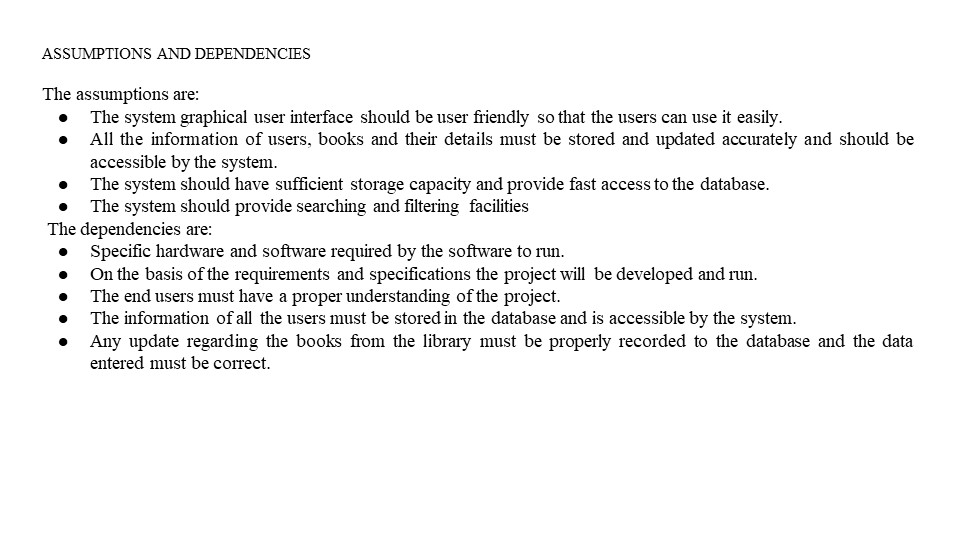 ASSUMPTIONS AND DEPENDENCIES
The assumptions are:
● The system graphical user interface should be user friendly so that the users can use it easily.
● All the information of users, books and their details must be stored and updated accurately and should be
accessible by the system.
● The system should have sufficient storage capacity and provide fast access to the database.
● The system should provide searching and filtering facilities
The dependencies are:
● Specific hardware and software required by the software to run.
● On the basis of the requirements and specifications the project will be developed and run.
● The end users must have a proper understanding of the project.
● The information of all the users must be stored in the database and is accessible by the system.
● Any update regarding the books from the library must be properly recorded to the database and the data
entered must be correct.